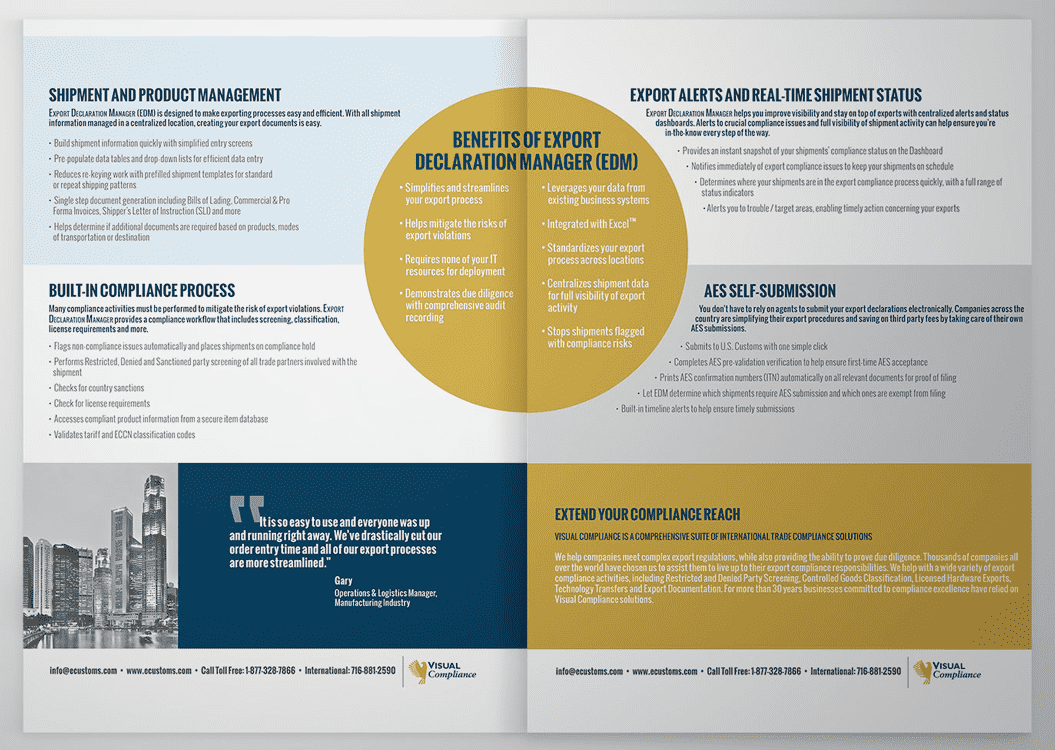 SHIPMENT AND PRODUCT MANAGEMENT
EXPORT DECLARATION MANAGER (EDM) is designed to make exporting processes easy and efficient. With all shipment
information managed in a centralized location, creating your export documents is easy.
• Build shipment information quickly with simplified entry screens
• Pre-populate data tables and drop-down lists for efficient data entry
• Reduces re-keying work with prefilled shipment templates for standard
or repeat shipping patterns
• Single step document generation including Bills of Lading, Commercial & Pro
Forma Invoices, Shipper's Letter of Instruction (SLI) and more
• Helps determine if additional documents are required based on products, modes
of transportation or destination
BUILT-IN COMPLIANCE PROCESS
Many compliance activities must be performed to mitigate the risk of export violations. EXPORT
DECLARATION MANAGER provides a compliance workflow that includes screening, classification,
license requirements and more.
• Flags non-compliance issues automatically and places shipments on compliance hold
• Performs Restricted, Denied and Sanctioned party screening of all trade partners involved with the
shipment
• Checks for country sanctions
• Check for license requirements
• Accesses compliant product information from a secure item database
• Validates tariff and ECCN classification codes
BENEFITS OF EXPORT
DECLARATION MANAGER (EDM)
• Simplifies and streamlines
your export process
• Helps mitigate the risks of
export violations
• Requires none of your IT
resources for deployment
• Demonstrates due diligence
with comprehensive audit
recording
• Leverages your data from
existing business systems
• Integrated with Excel™
• Standardizes your export
process across locations
• Centralizes shipment data
for full visibility of export
activity
• Stops shipments flagged
with compliance risks
EXPORT ALERTS AND REAL-TIME SHIPMENT STATUS
EXPORT DECLARATION MANAGER helps you improve visibility and stay on top of exports with centralized alerts and status
dashboards. Alerts to crucial compliance issues and full visibility of shipment activity can help ensure you're
in-the-know every step of the way.
• Provides an instant snapshot of your shipments' compliance status on the Dashboard
• Notifies immediately of export compliance issues to keep your shipments on schedule
• Determines where your shipments are in the export compliance process quickly, with a full range of
status indicators
• Alerts you to trouble / target areas, enabling timely action concerning your exports
AES SELF-SUBMISSION
You don't have to rely on agents to submit your export declarations electronically. Companies across the
country are simplifying their export procedures and saving on third party fees by taking care of their own
AES submissions.
• Submits to U.S. Customs with one simple click
• Completes AES pre-validation verification to help ensure first-time AES acceptance
• Prints AES confirmation numbers (ITN) automatically on all relevant documents for proof of filing
• Let EDM determine which shipments require AES submission and which ones are exempt from filing
• Built-in timeline alerts to help ensure timely submissions
"It is so easy to use and everyone was up
and running right away. We've drastically cut our
order entry time and all of our export processes
are more streamlined."
Gary
Operations & Logistics Manager,
Manufacturing Industry
EXTEND YOUR COMPLIANCE REACH
VISUAL COMPLIANCE IS A COMPREHENSIVE SUITE OF INTERNATIONAL TRADE COMPLIANCE SOLUTIONS
We help companies meet complex export regulations, while also providing the ability to prove due diligence. Thousands of companies all
over the world have chosen us to assist them to live up to their export compliance responsibilities. We help with a wide variety of export
compliance activities, including Restricted and Denied Party Screening, Controlled Goods Classification, Licensed Hardware Exports,
Technology Transfers and Export Documentation. For more than 30 years businesses committed to compliance excellence have relied on
Visual Compliance solutions.
info@ecustoms.com • www.ecustoms.com • Call Toll Free: 1-877-328-7866 • International: 716-881-2590
VISUAL
Compliance
info@ecustoms.com • www.ecustoms.com • Call Toll Free: 1-877-328-7866 • International: 716-881-2590
VISUAL
Compliance